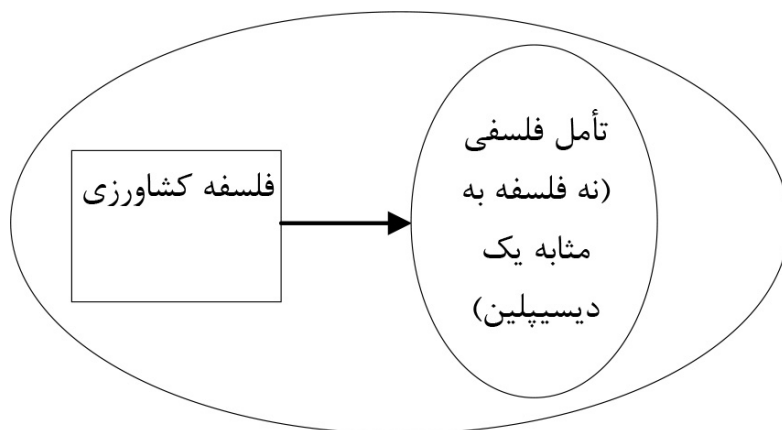 فلسفه کشاورزی
تأمل فلسفی
(نه فلسفه به
مثابه یک
دیسیپلین)